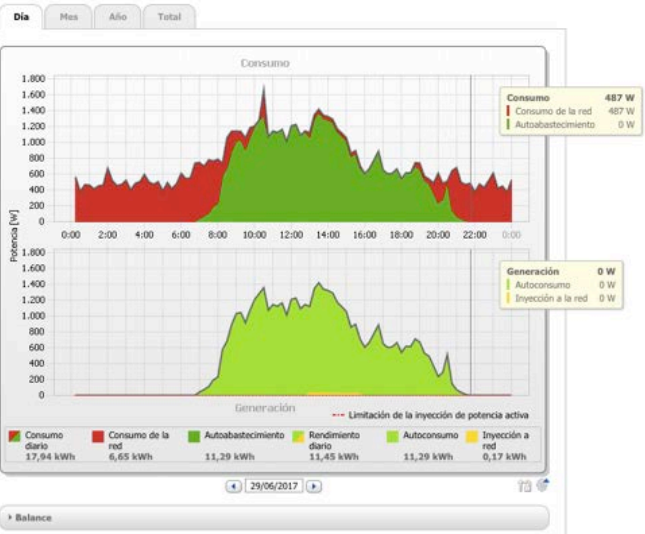 Día Mes Año Total
Consumo
1.800
1.600
1.400
1.200
1.000
800
600
400
200
0
0:00 2:00 4:00 6:00 8:00 10:00 12:00 14:00 16:00 18:00 20:00 22:00 0:00
Consumo 487 W
Consumo de la red 487 W
Autoabastecimiento 0 W
Potencia [W]
1.800
1.600
1.400
1.200
1.000
800
600
400
200
0
Generación 0 W
Autoconsumo 0 W
Inyección a la red 0 W
Generación
Limitación de la inyección de potencia activa
Consumo diario 17,94 kWh
Consumo de la red 6,65 kWh
Autoabastecimiento 11,29 kWh
Rendimiento diario 11,45 kWh
Autoconsumo 11,29 kWh
Inyección a red 0,17 kWh
29/06/2017
Balance